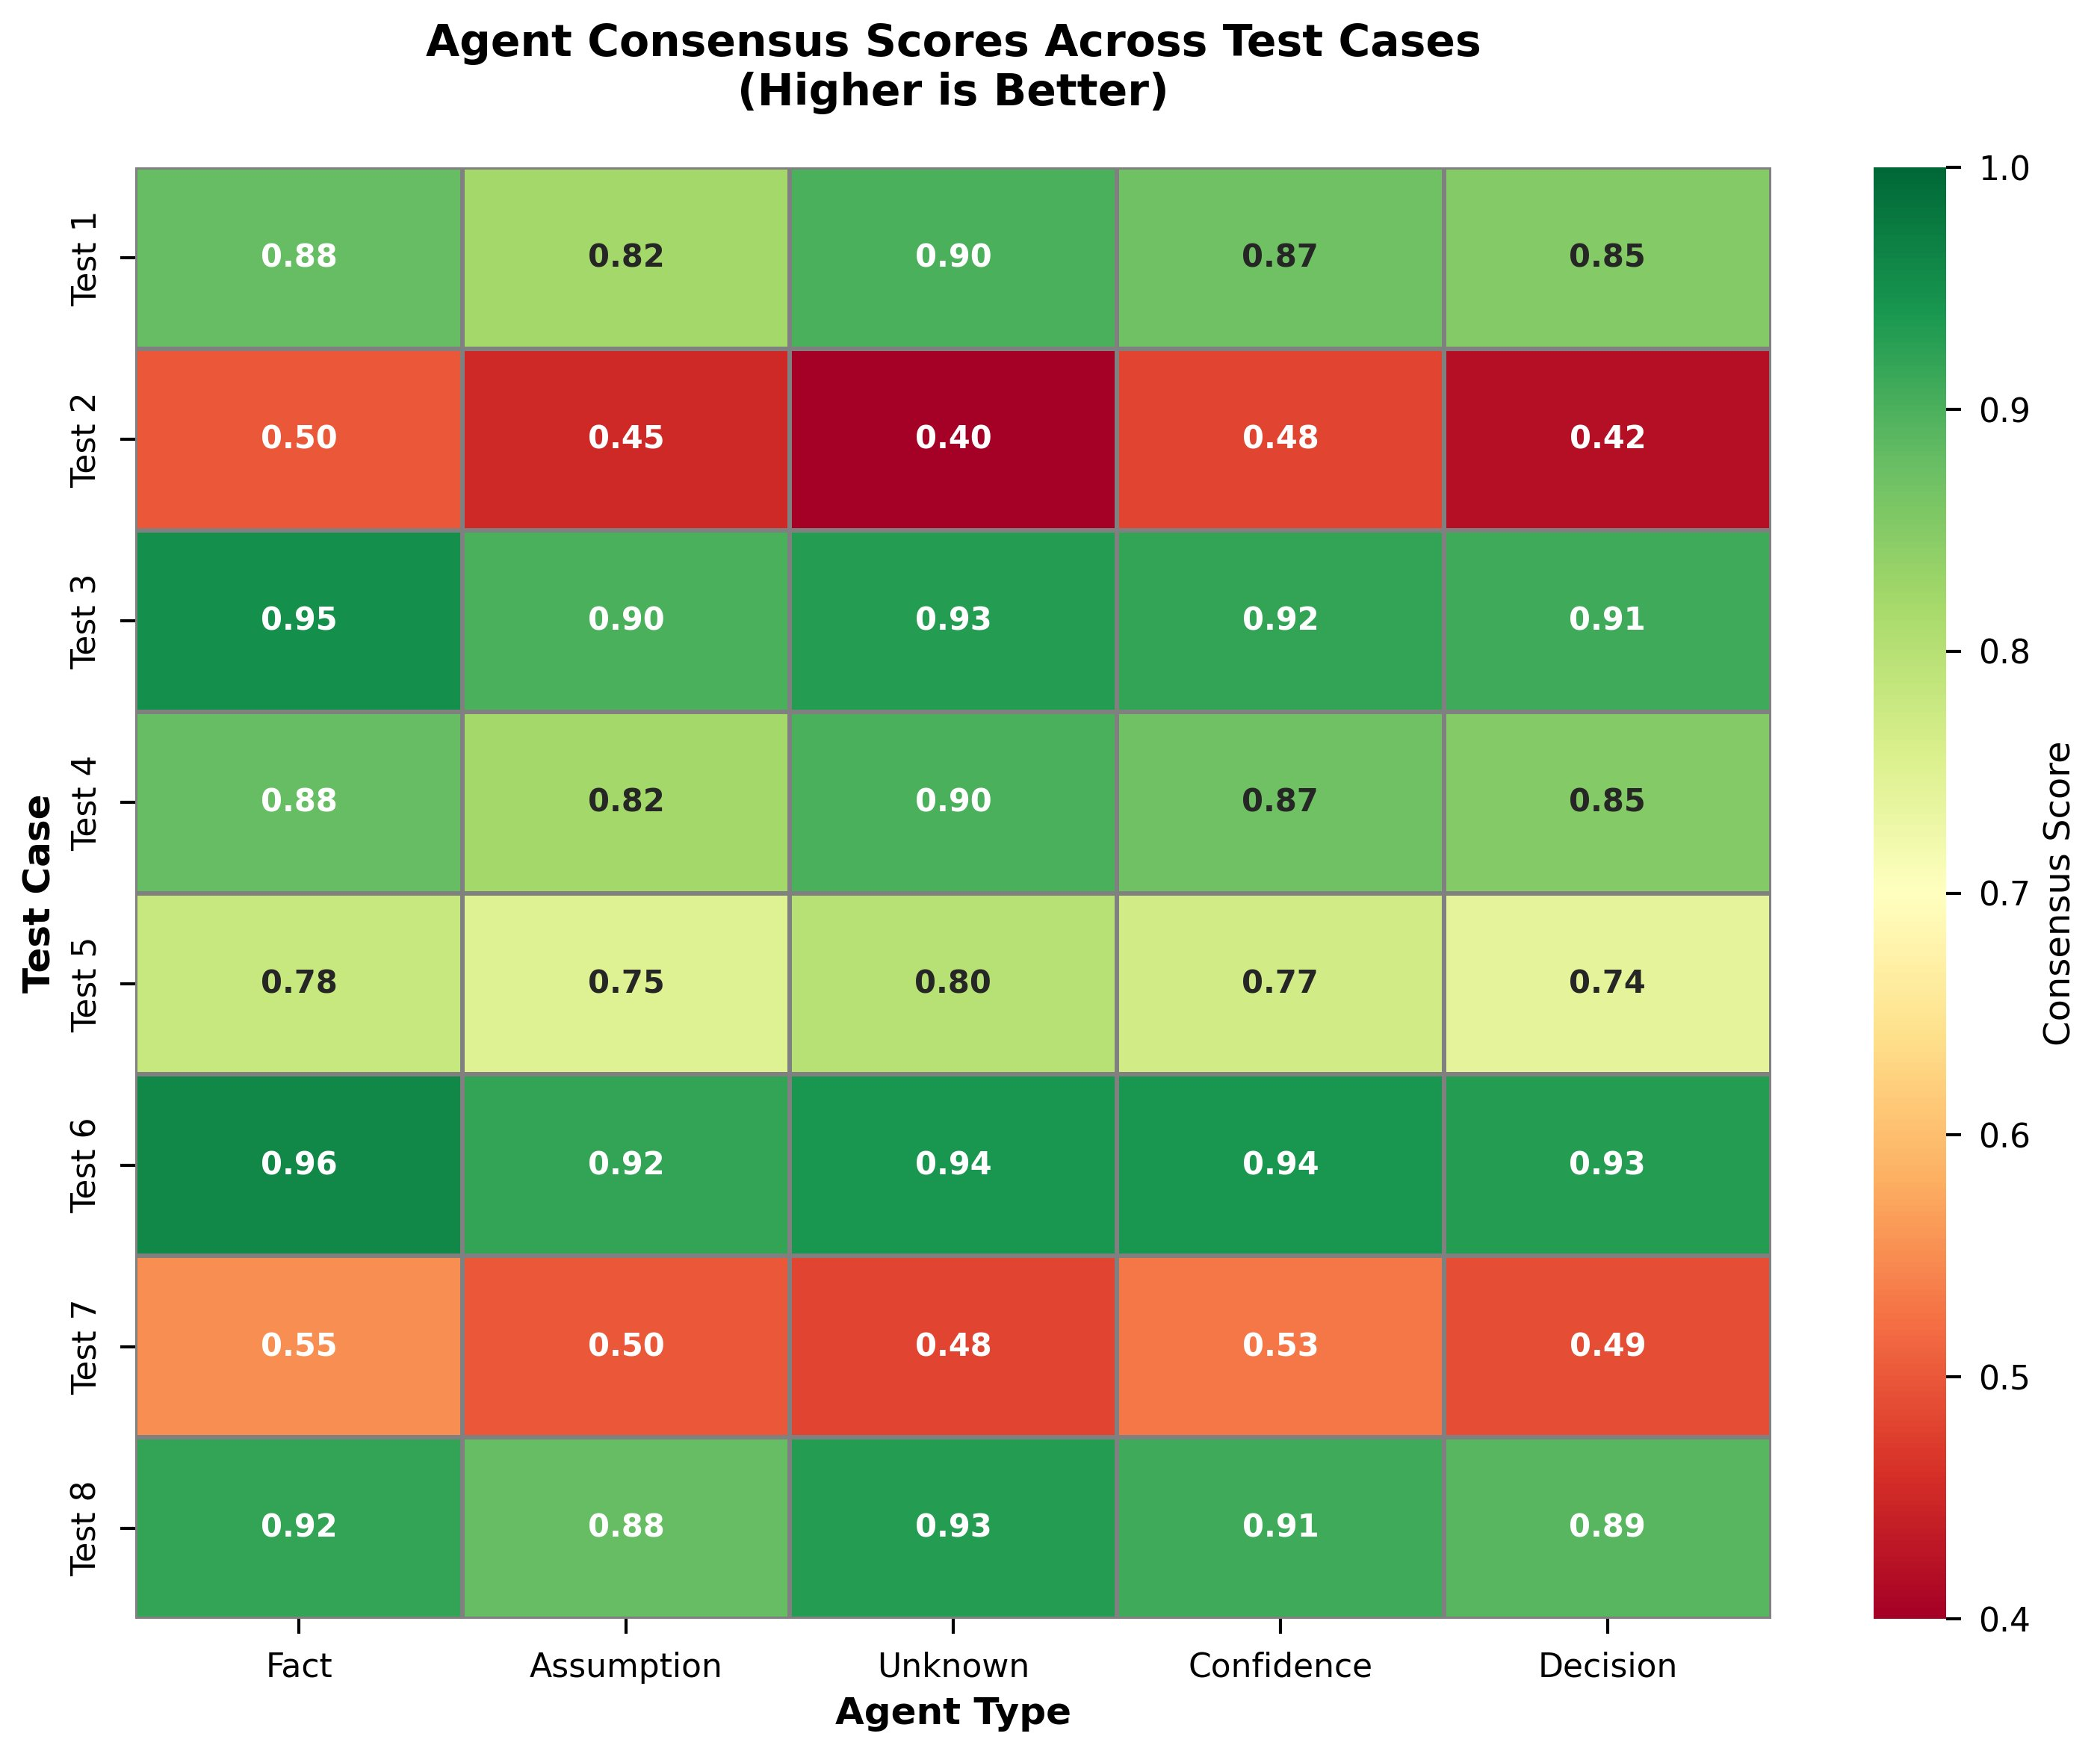 Agent Consensus Scores Across Test Cases
(Higher is Better)
Test Case
Test 1
0.88 0.82 0.90 0.87 0.85
Test 2
0.50 0.45 0.40 0.48 0.42
Test 3
0.95 0.90 0.93 0.92 0.91
Test 4
0.88 0.82 0.90 0.87 0.85
Test 5
0.78 0.75 0.80 0.77 0.74
Test 6
0.96 0.92 0.94 0.94 0.93
Test 7
0.55 0.50 0.48 0.53 0.49
Test 8
0.92 0.88 0.93 0.91 0.89
Fact Assumption Unknown Confidence Decision
Agent Type
1.0
0.9
0.8
0.7
0.6
0.5
0.4
Consensus Score